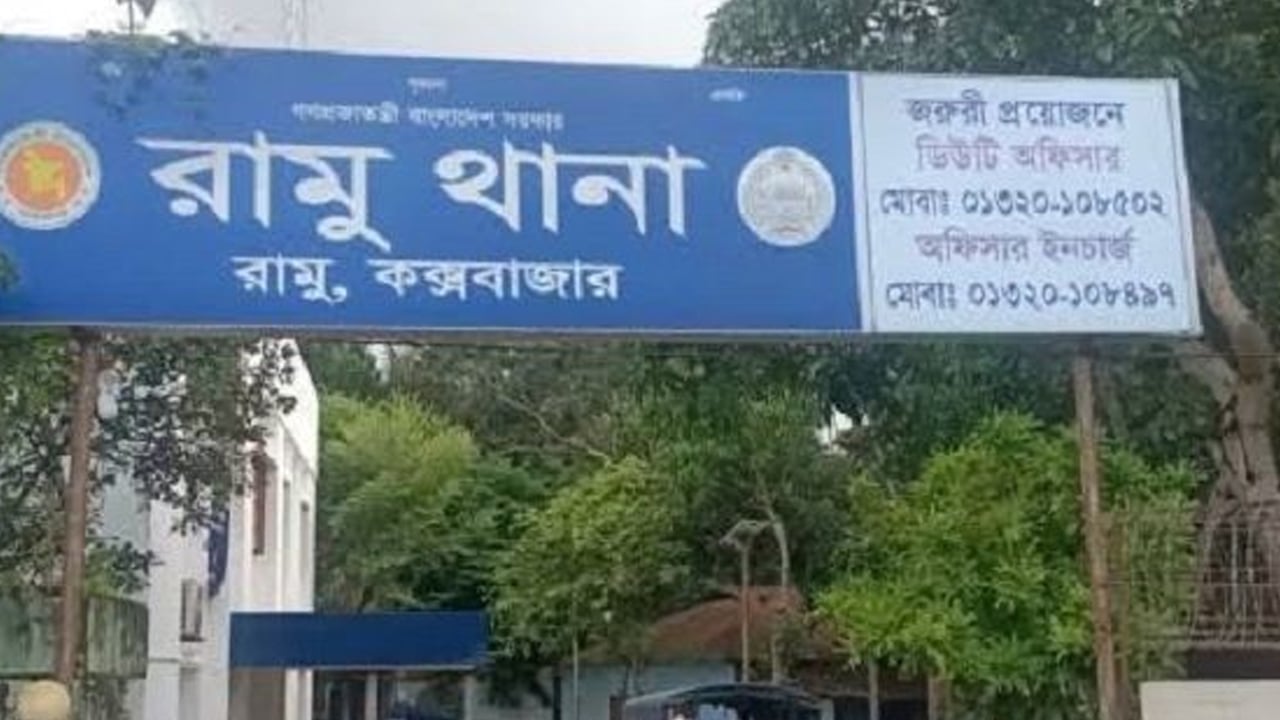 গণপ্রজাতন্ত্রী বাংলাদেশ সরকার
রামু থানা
রামু, কক্সবাজার
জরুরী প্রয়োজনে
ডিউটি অফিসার
মোবাঃ ০১৩২০-১০৮৫০২
অফিসার ইনচার্জ
মোবাঃ ০১৩২০-১০৮৪৯৭